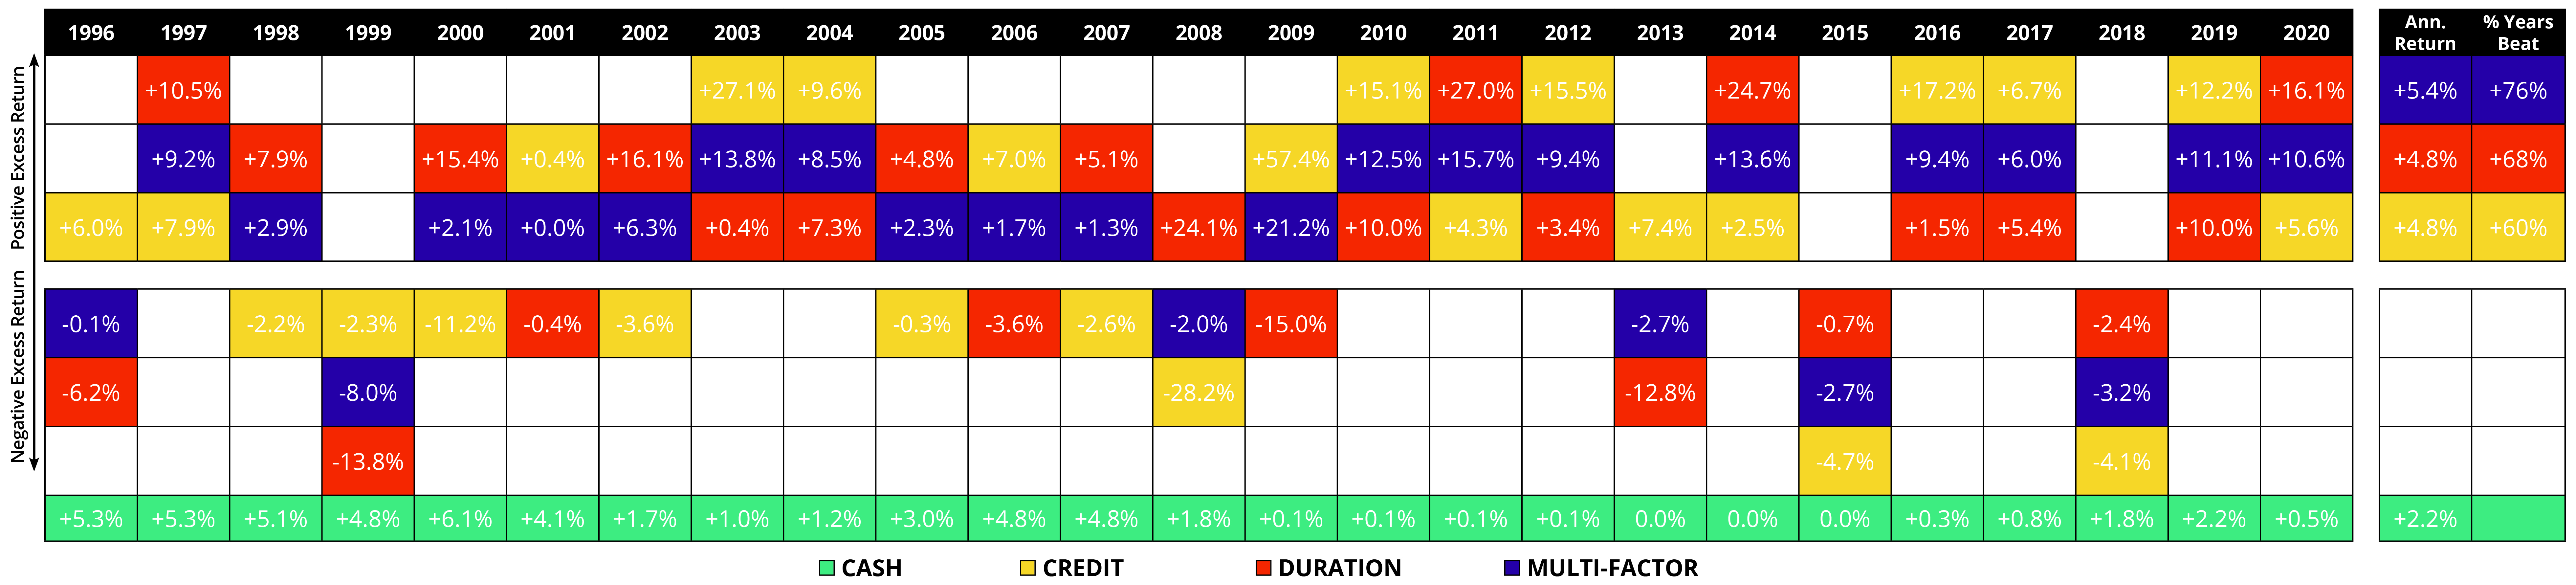 1996 1997 1998 1999 2000 2001 2002 2003 2004 2005 2006 2007 2008 2009 2010 2011 2012 2013 2014 2015 2016 2017 2018 2019 2020 Ann. Return % Years Beat
Positive Excess Return
+10.5% +27.1% +9.6% +15.1% +27.0% +15.5% +24.7% +17.2% +6.7% +12.2% +16.1% +5.4% +76%
+9.2% +7.9% +15.4% +0.4% +16.1% +13.8% +8.5% +4.8% +7.0% +5.1% +57.4% +12.5% +15.7% +9.4% +13.6% +9.4% +6.0% +11.1% +10.6% +4.8% +68%
+6.0% +7.9% +2.9% +2.1% +0.0% +6.3% +0.4% +7.3% +2.3% +1.7% +1.3% +24.1% +21.2% +10.0% +4.3% +3.4% +7.4% +2.5% +1.5% +5.4% +10.0% +5.6% +4.8% +60%
Negative Excess Return
-0.1% -2.2% -2.3% -11.2% -0.4% -3.6% -0.3% -3.6% -2.6% -2.0% -15.0% -2.7% -0.7% -2.4%
-6.2% -8.0% -28.2% -12.8% -2.7% -3.2%
-13.8% -4.7% -4.1%
+5.3% +5.3% +5.1% +4.8% +6.1% +4.1% +1.7% +1.0% +1.2% +3.0% +4.8% +4.8% +1.8% +0.1% +0.1% +0.1% +0.1% 0.0% 0.0% 0.0% +0.3% +0.8% +1.8% +2.2% +0.5% +2.2%
CASH CREDIT DURATION MULTI-FACTOR